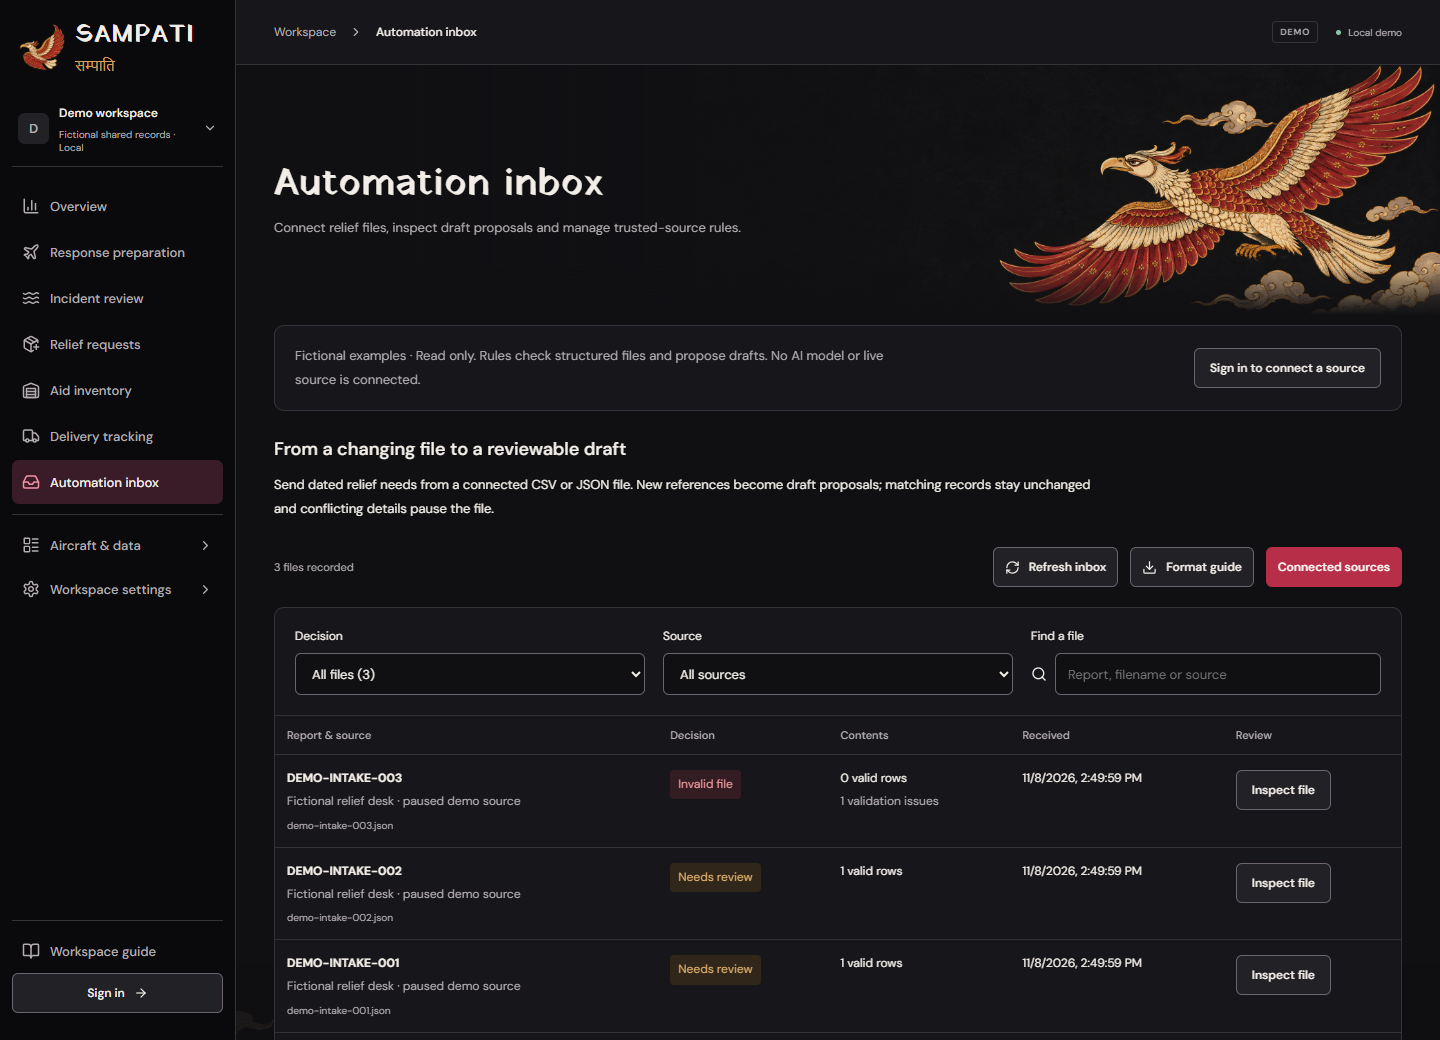 SAMPATI
सम्पाति
Demo workspace
D
Fictional shared records ·
Local
Overview
Response preparation
Incident review
Relief requests
Aid inventory
Delivery tracking
Automation inbox
Aircraft & data
Workspace settings
Workspace guide
Sign in →
Workspace > Automation inbox
DEMO
Local demo
Automation inbox
Connect relief files, inspect draft proposals and manage trusted-source rules.
Fictional examples · Read only. Rules check structured files and propose drafts. No AI model or live
source is connected.
Sign in to connect a source
From a changing file to a reviewable draft
Send dated relief needs from a connected CSV or JSON file. New references become draft proposals; matching records stay unchanged
and conflicting details pause the file.
3 files recorded
Refresh inbox
Format guide
Connected sources
Decision
Source
Find a file
All files (3)
All sources
Report, filename or source
Report & source
Decision
Contents
Received
Review
DEMO-INTAKE-003
Invalid file
0 valid rows
11/8/2026, 2:49:59 PM
Inspect file
Fictional relief desk · paused demo source
1 validation issues
demo-intake-003.json
DEMO-INTAKE-002
Needs review
1 valid rows
11/8/2026, 2:49:59 PM
Inspect file
Fictional relief desk · paused demo source
demo-intake-002.json
DEMO-INTAKE-001
Needs review
1 valid rows
11/8/2026, 2:49:59 PM
Inspect file
Fictional relief desk · paused demo source
demo-intake-001.json